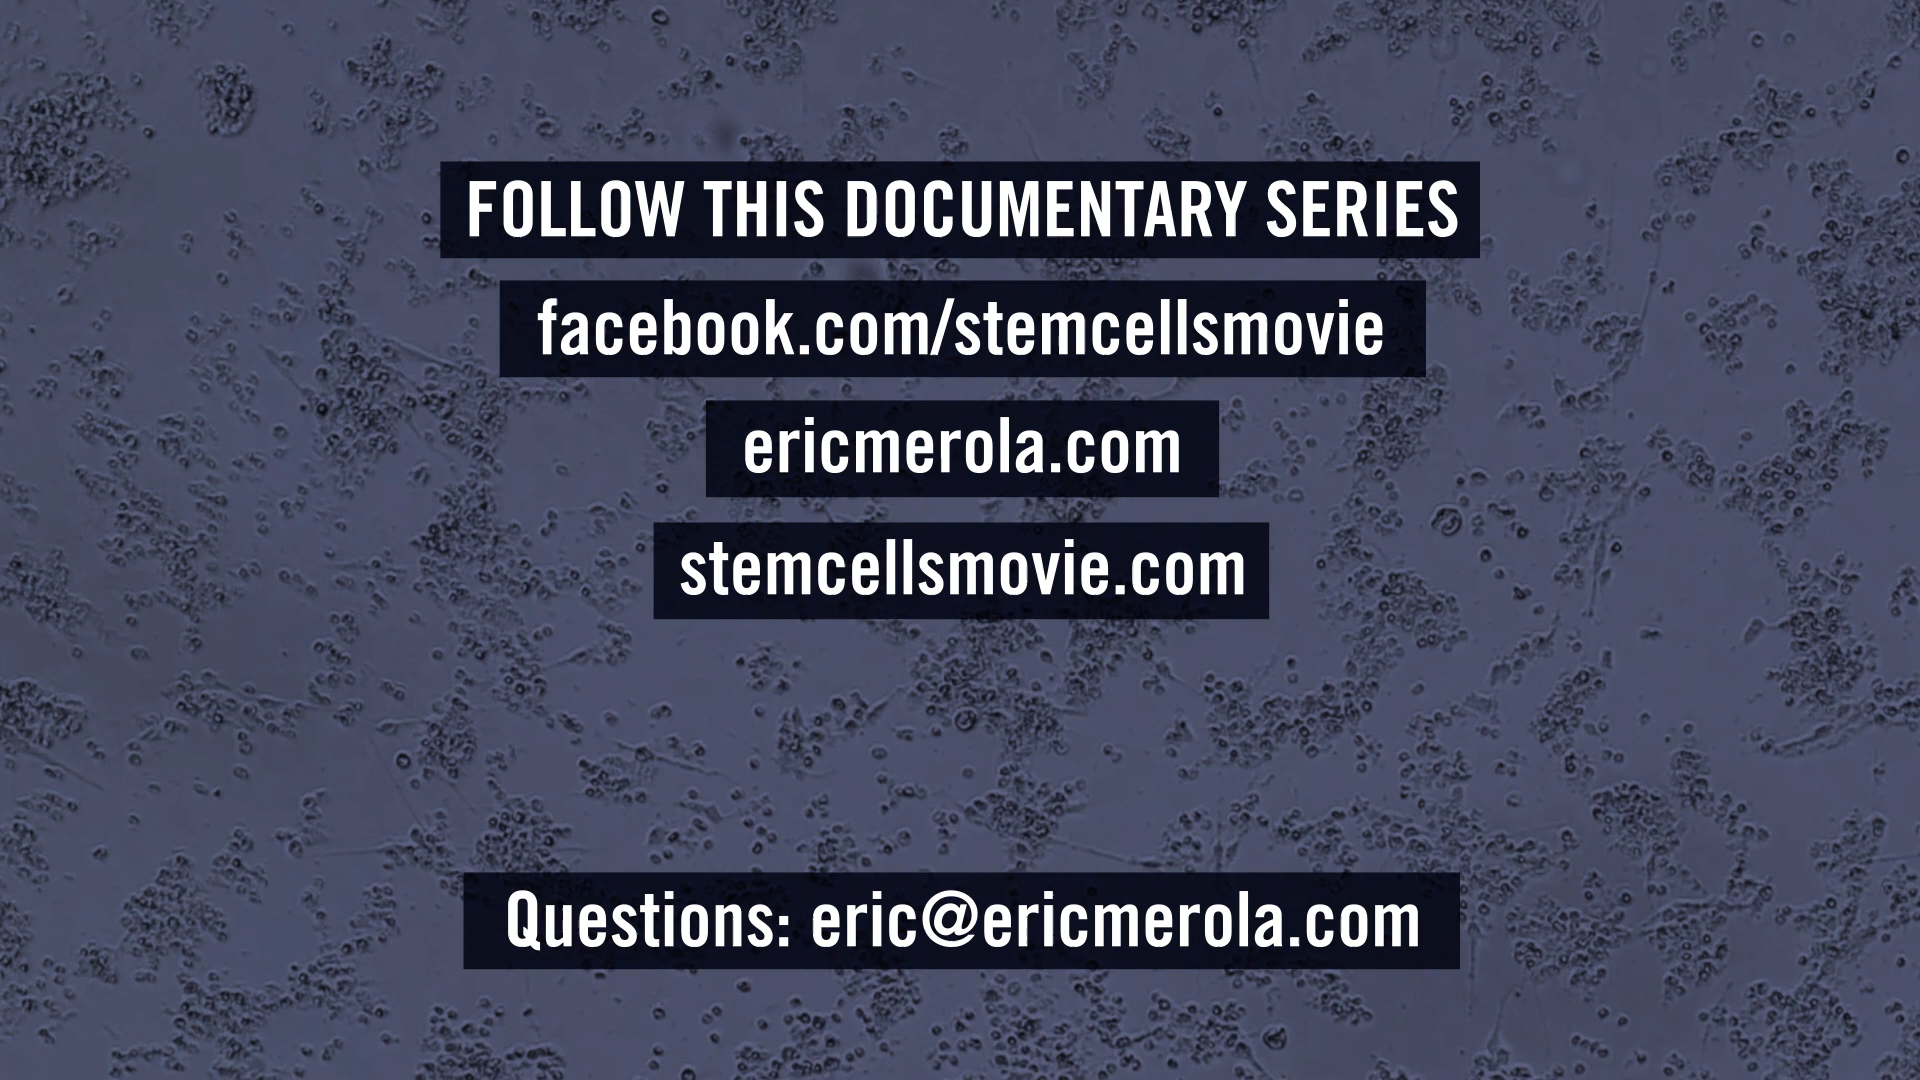 FOLLOW THIS DOCUMENTARY SERIES
facebook.com/stemcellsmovie
ericmerola.com
stemcellsmovie.com
Questions: eric@ericmerola.com